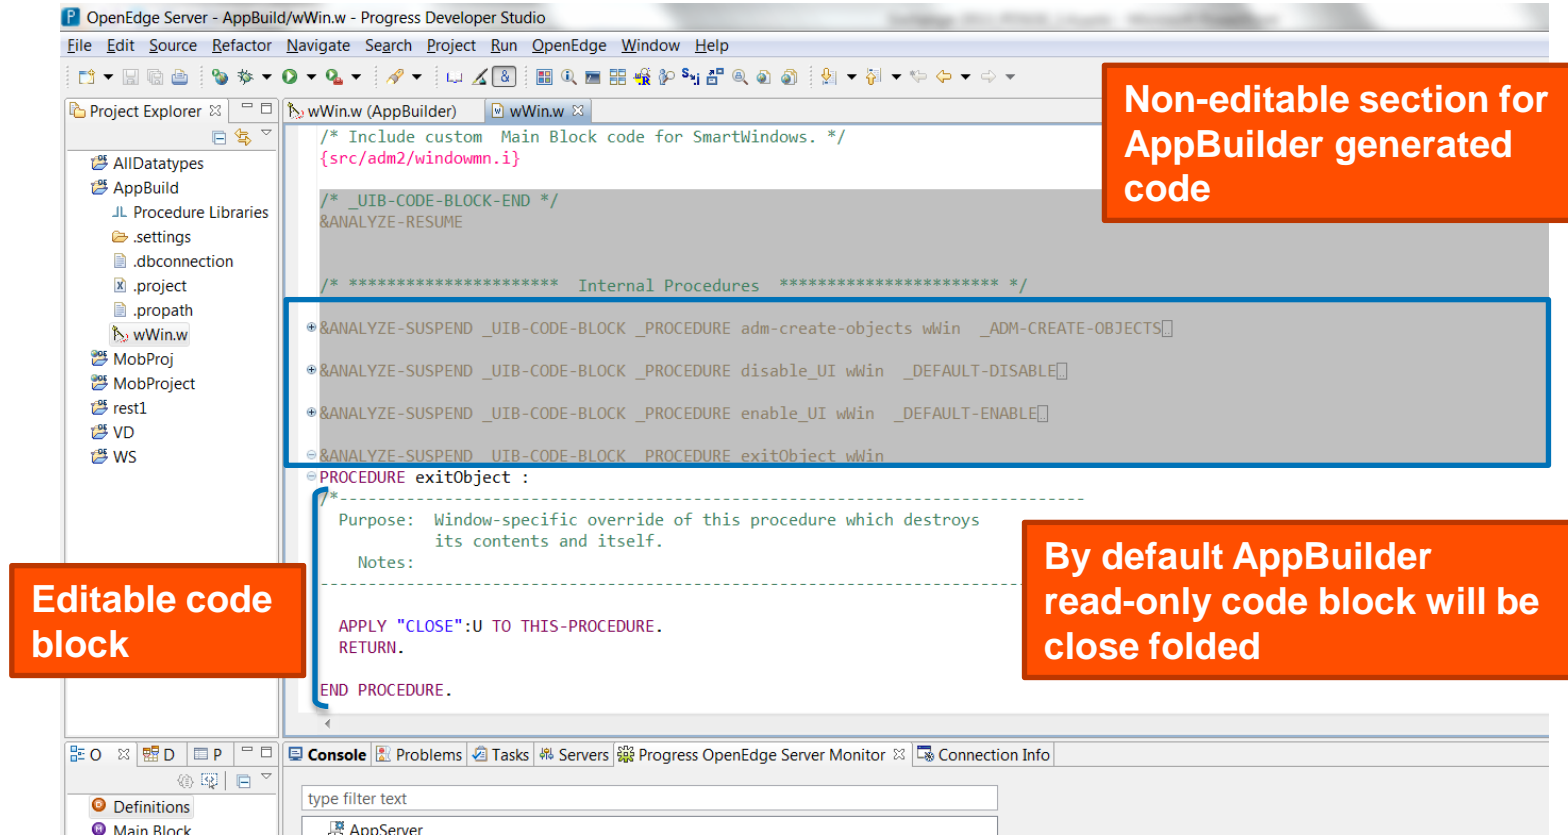 OpenEdge Server - AppBuild/wWin.w - Progress Developer Studio
File Edit Source Refactor Navigate Search Project Run OpenEdge Window Help
Project Explorer
wWin.w (AppBuilder)
wWin.w
AllDatatypes
AppBuild
Procedure Libraries
.settings
.dbconnection
.project
.propath
wWin.w
MobProj
MobProject
rest1
VD
WS
/* Include custom  Main Block code for SmartWindows. */
{src/adm2/windowmn.i}
/* _UIB-CODE-BLOCK-END */
&ANALYZE-RESUME
/* **********************  Internal Procedures  *********************** */
&ANALYZE-SUSPEND _UIB-CODE-BLOCK _PROCEDURE adm-create-objects wWin  _ADM-CREATE-OBJECTS
&ANALYZE-SUSPEND _UIB-CODE-BLOCK _PROCEDURE disable_UI wWin  _DEFAULT-DISABLE
&ANALYZE-SUSPEND _UIB-CODE-BLOCK _PROCEDURE enable_UI wWin  _DEFAULT-ENABLE
&ANALYZE-SUSPEND _UIB-CODE-BLOCK _PROCEDURE exitObject wWin
PROCEDURE exitObject :
/*------------------------------------------------------------------------------
Purpose:  Window-specific override of this procedure which destroys
its contents and itself.
Notes:
------------------------------------------------------------------------------
APPLY "CLOSE":U TO THIS-PROCEDURE.
RETURN.
END PROCEDURE.
Non-editable section for
AppBuilder generated
code
By default AppBuilder
read-only code block will be
close folded
Editable code
block
O
D
P
Definitions
Main Block
Console
Problems
Tasks
Servers
Progress OpenEdge Server Monitor
Connection Info
type filter text
AppServer